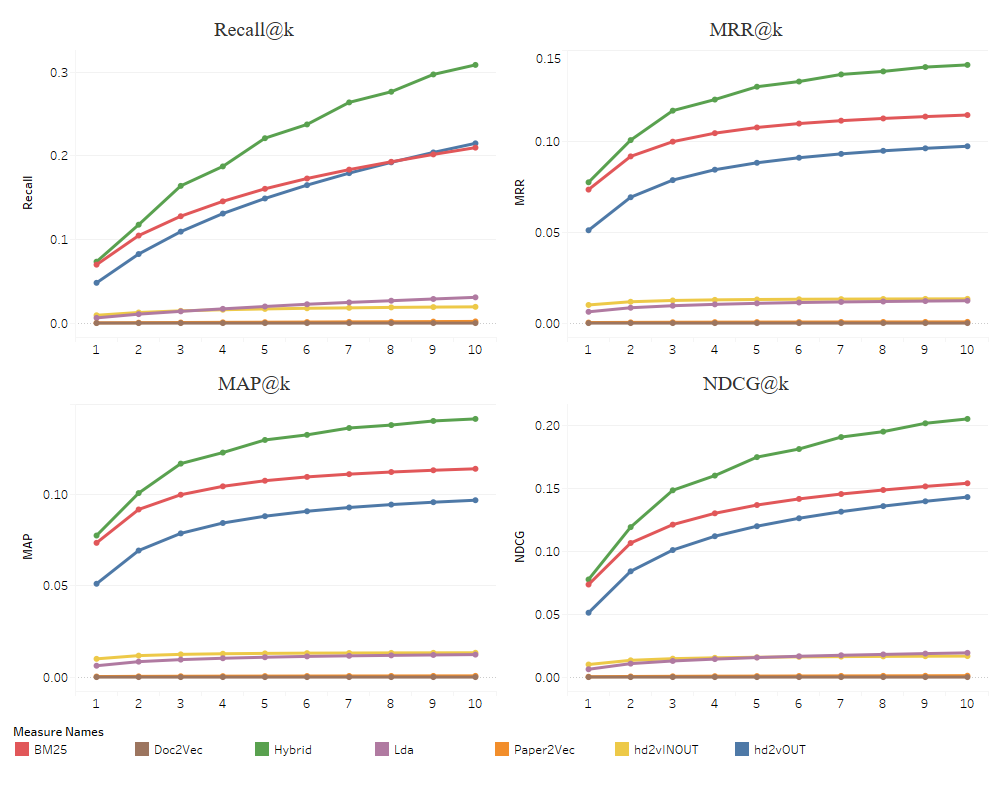 Recall@k
MRR@k
0.3
0.2
0.1
0.0
Recall
1 2 3 4 5 6 7 8 9 10
0.15
0.10
0.05
0.00
MRR
1 2 3 4 5 6 7 8 9 10
MAP@k
NDCG@k
0.10
0.05
0.00
MAP
1 2 3 4 5 6 7 8 9 10
0.20
0.15
0.10
0.05
0.00
NDCG
1 2 3 4 5 6 7 8 9 10
Measure Names
BM25 Doc2Vec Hybrid Lda Paper2Vec hd2vINOUT hd2vOUT